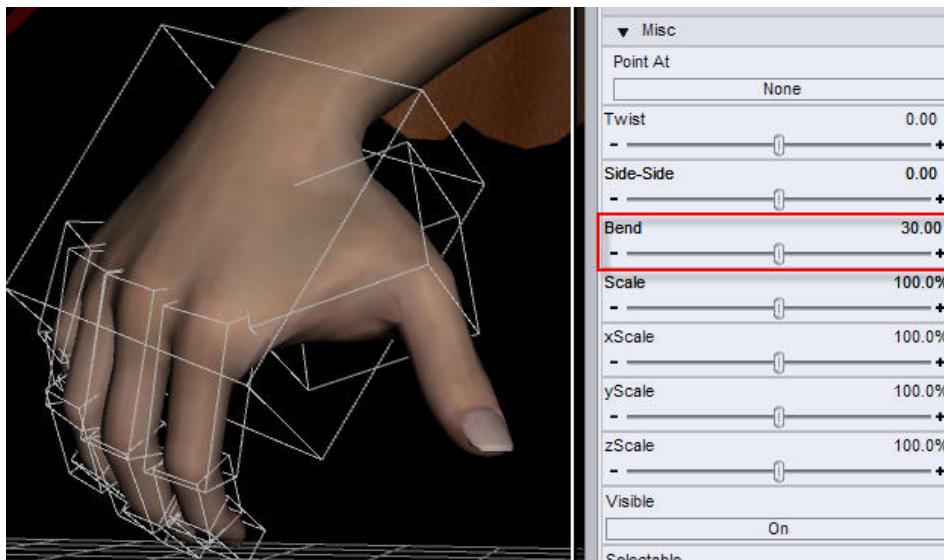 Misc
Point At
None
Twist 0.00
- +
Side-Side 0.00
- +
Bend 30.00
- +
Scale 100.0%
- +
xScale 100.0%
- +
yScale 100.0%
- +
zScale 100.0%
- +
Visible
On
Selectable